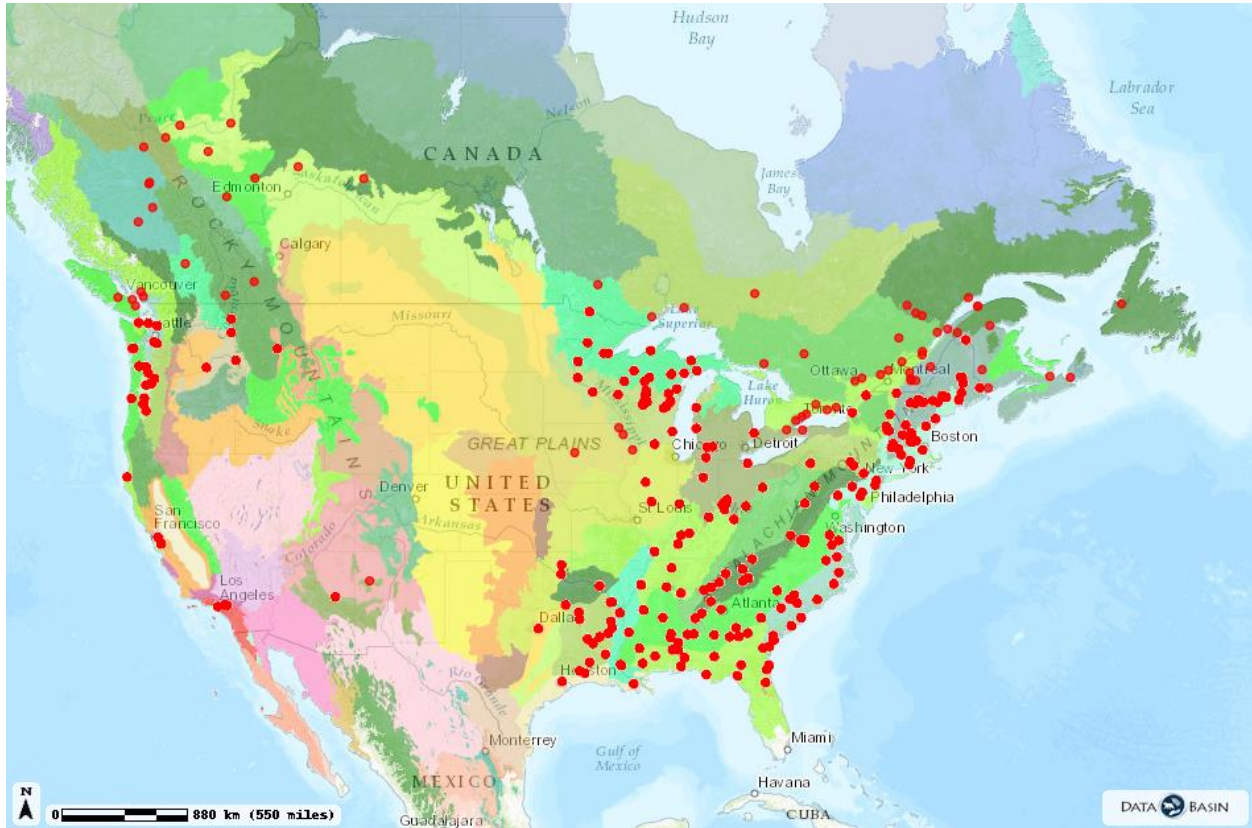 Hudson
Bay
Labrador
Sea
Peace
Nelson
CANADA
James
Bay
Edmonton
Saskatchewan
ROCKY MOUNTAINS
Calgary
Vancouver
Seattle
Missouri
Lake
Superior
Ottawa
Montreal
Lake
Huron
Toronto
Mississippi
Snake
GREAT PLAINS
Chicago
Detroit
Boston
New York
Denver
UNITED
STATES
Philadelphia
APPALACHIAN MOUNTAINS
San
Francisco
Arkansas
St Louis
Washington
Colorado
Los
Angeles
Atlanta
Dallas
Houston
Rio Grande
Monterrey
Gulf of
Mexico
Miami
Havana
MÉXICO
CUBA
Guadalajara
N
0 880 km (550 miles)
DATA BASIN